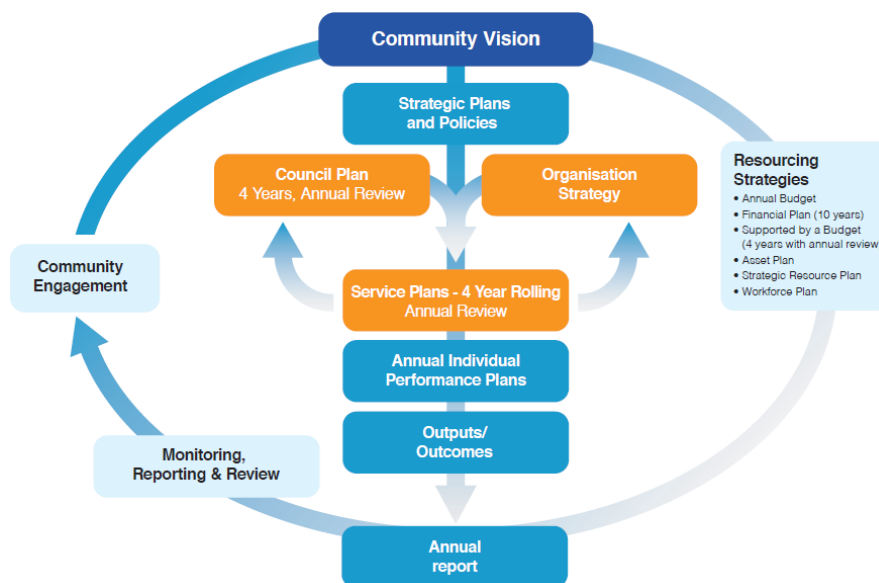 Community Vision
Strategic Plans
and Policies
Council Plan
4 Years, Annual Review
Organisation
Strategy
Resourcing
Strategies
• Annual Budget
• Financial Plan (10 years)
• Supported by a Budget
(4 years with annual review
• Asset Plan
• Strategic Resource Plan
• Workforce Plan
Community
Engagement
Service Plans - 4 Year Rolling
Annual Review
Annual Individual
Performance Plans
Outputs/
Outcomes
Monitoring,
Reporting & Review
Annual
report